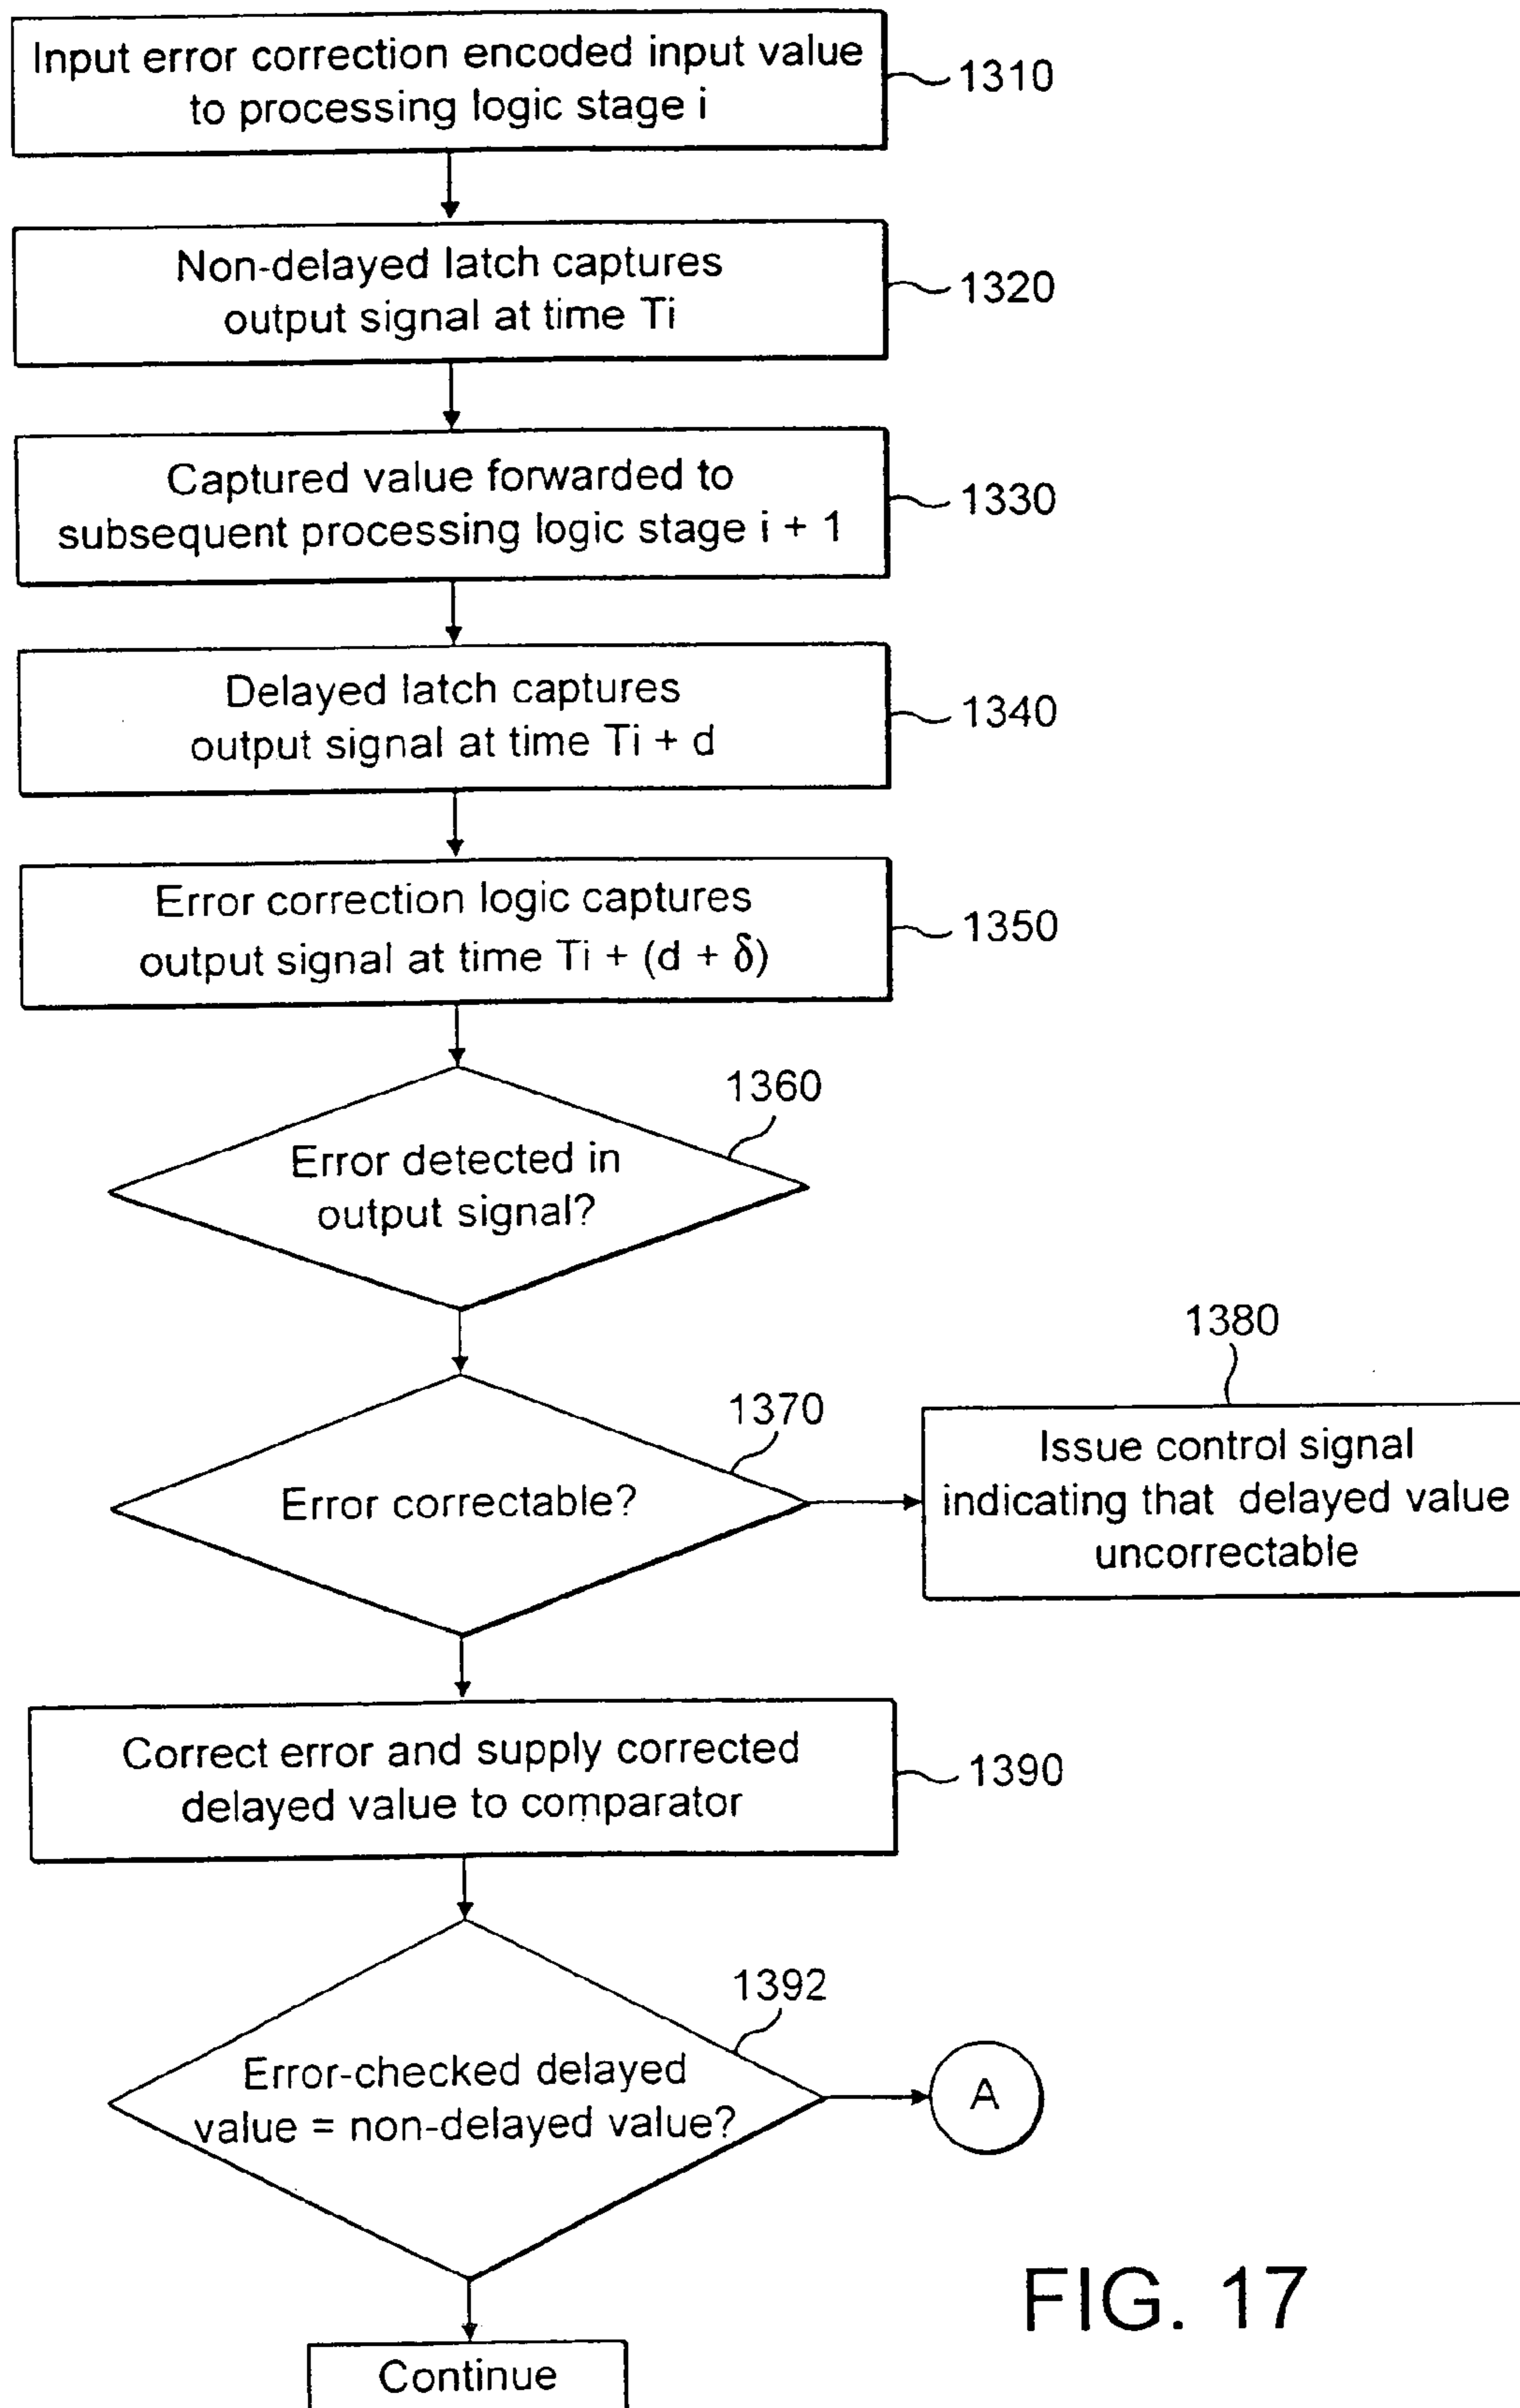 Input error correction encoded input value
to processing logic stage i
1310
Non-delayed latch captures
output signal at time Ti
1320
Captured value forwarded to
subsequent processing logic stage i + 1
1330
Delayed latch captures
output signal at time Ti + d
1340
Error correction logic captures
output signal at time Ti + (d + δ)
1350
1360
Error detected in
output signal?
1380
1370
Error correctable?
Issue control signal
indicating that delayed value
uncorrectable
Correct error and supply corrected
delayed value to comparator
1390
1392
Error-checked delayed
value = non-delayed value?
A
FIG. 17
Continue